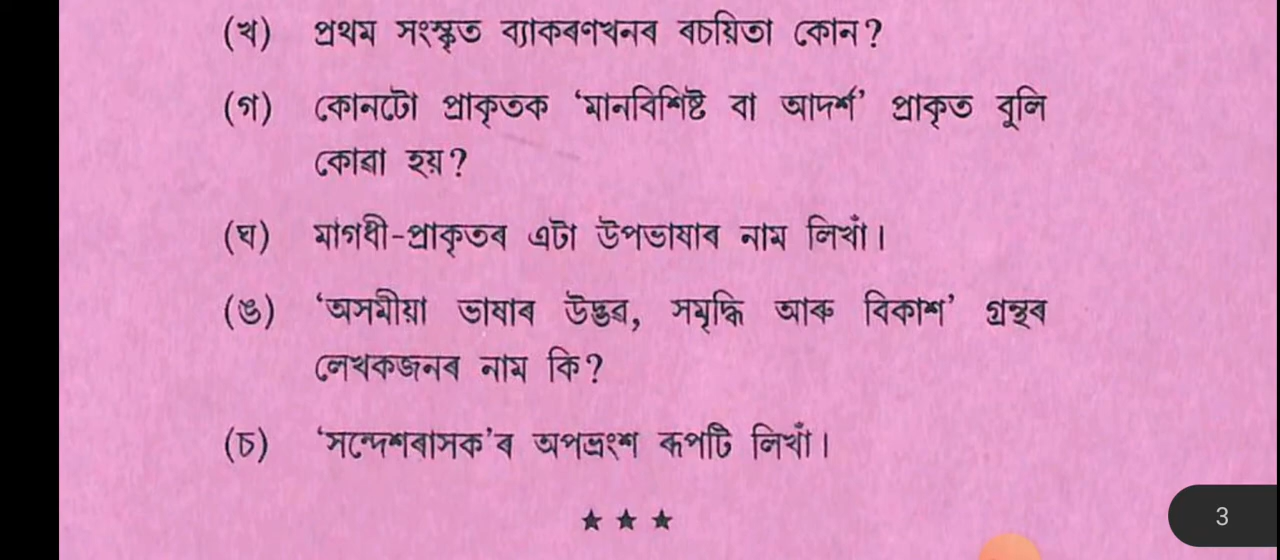 (খ) প্ৰথম সংস্কৃত ব্যাকৰণখনৰ ৰচয়িতা কোন?
(গ) কোনটো প্ৰাকৃতক ‘মানবিশিষ্ট বা আদৰ্শ’ প্ৰাকৃত বুলি
কোৱা হয়?
(ঘ) মাগধী-প্ৰাকৃতৰ এটা উপভাষাৰ নাম লিখাঁ।
(ঙ) ‘অসমীয়া ভাষাৰ উদ্ভৱ, সমৃদ্ধি আৰু বিকাশ’ গ্ৰন্থৰ
লেখকজনৰ নাম কি?
(চ) ‘সন্দেশৰাসক’ৰ অপভ্ৰংশ ৰূপটি লিখাঁ।
★ ★ ★
3